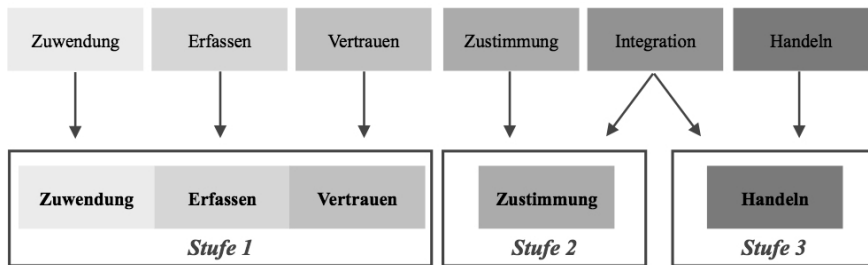 Zuwendung Erfassen Vertrauen Zustimmung Integration Handeln
Zuwendung Erfassen Vertrauen Zustimmung Handeln
Stufe 1 Stufe 2 Stufe 3